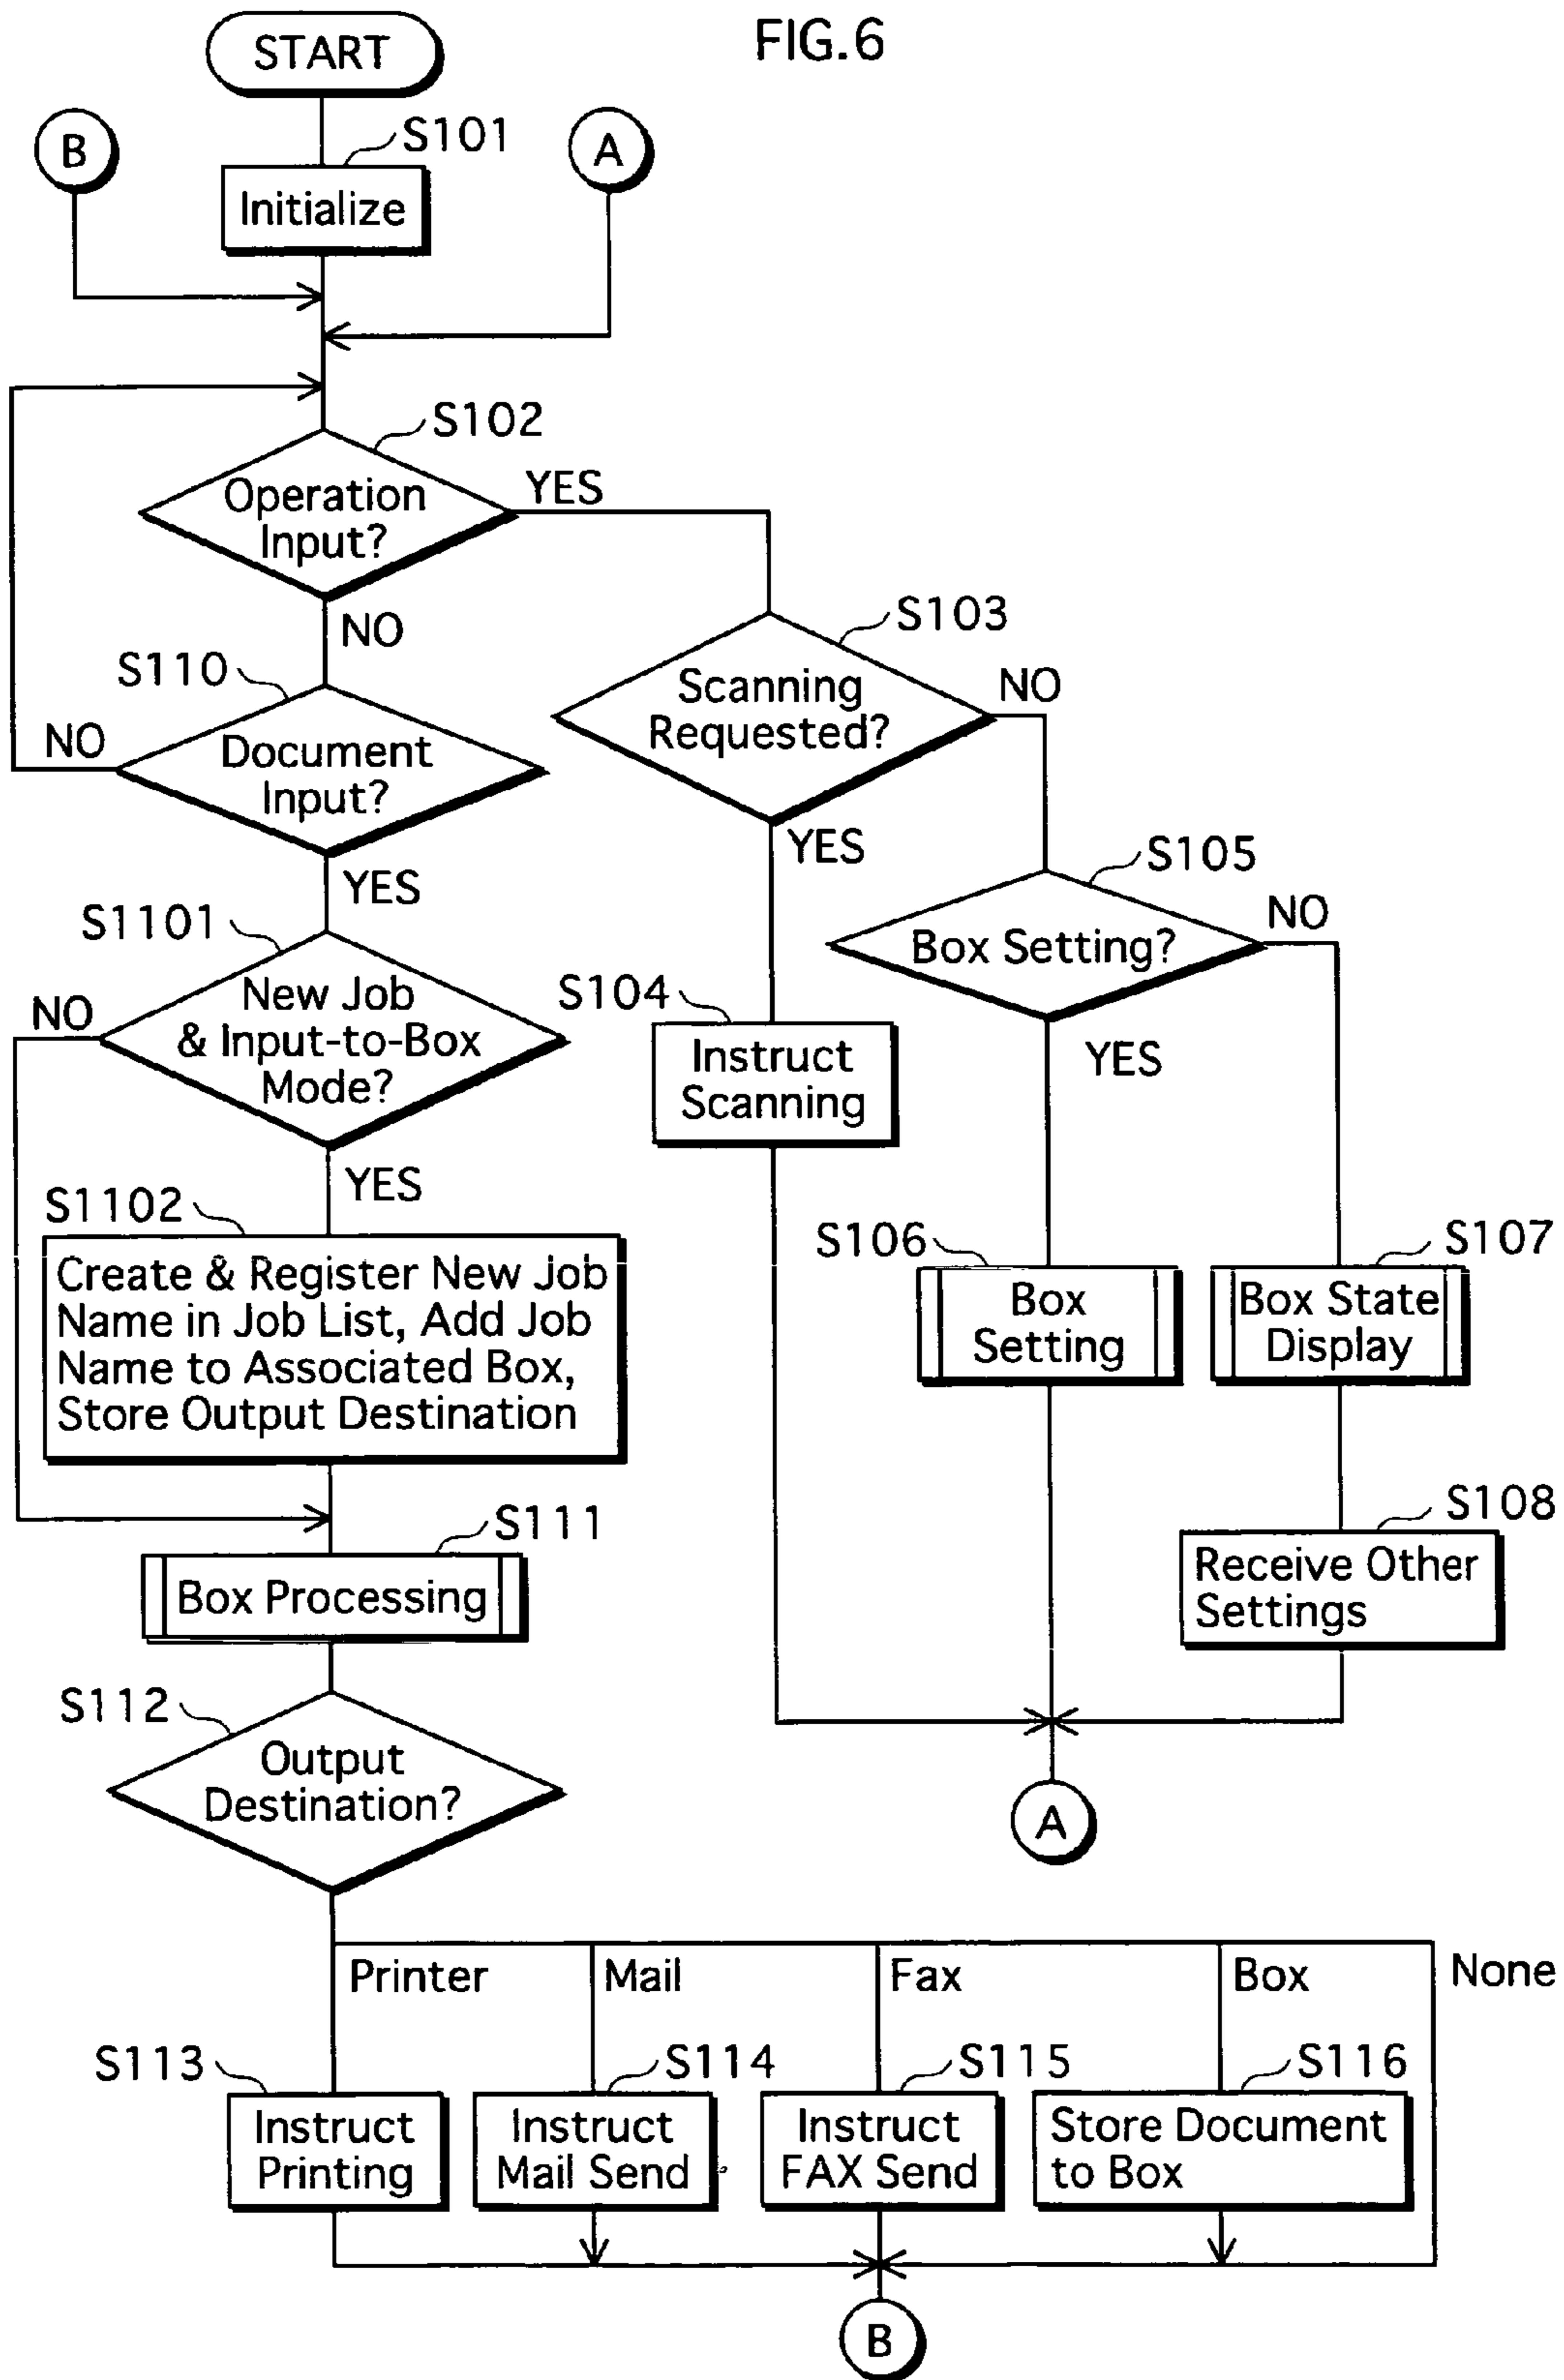 FIG.6
START
B
S101
A
Initialize
S102
Operation
Input?
YES
NO
S103
Scanning
Requested?
NO
YES
S110
Document
Input?
NO
YES
S105
Box Setting?
NO
YES
S1101
New Job
& Input-to-Box
Mode?
NO
YES
S104
Instruct
Scanning
S1102
Create & Register New Job
Name in Job List, Add Job
Name to Associated Box,
Store Output Destination
S106
Box
Setting
S107
Box State
Display
S108
Receive Other
Settings
S111
Box Processing
S112
Output
Destination?
A
Printer
Mail
Fax
Box
None
S113
Instruct
Printing
S114
Instruct
Mail Send
S115
Instruct
FAX Send
S116
Store Document
to Box
B